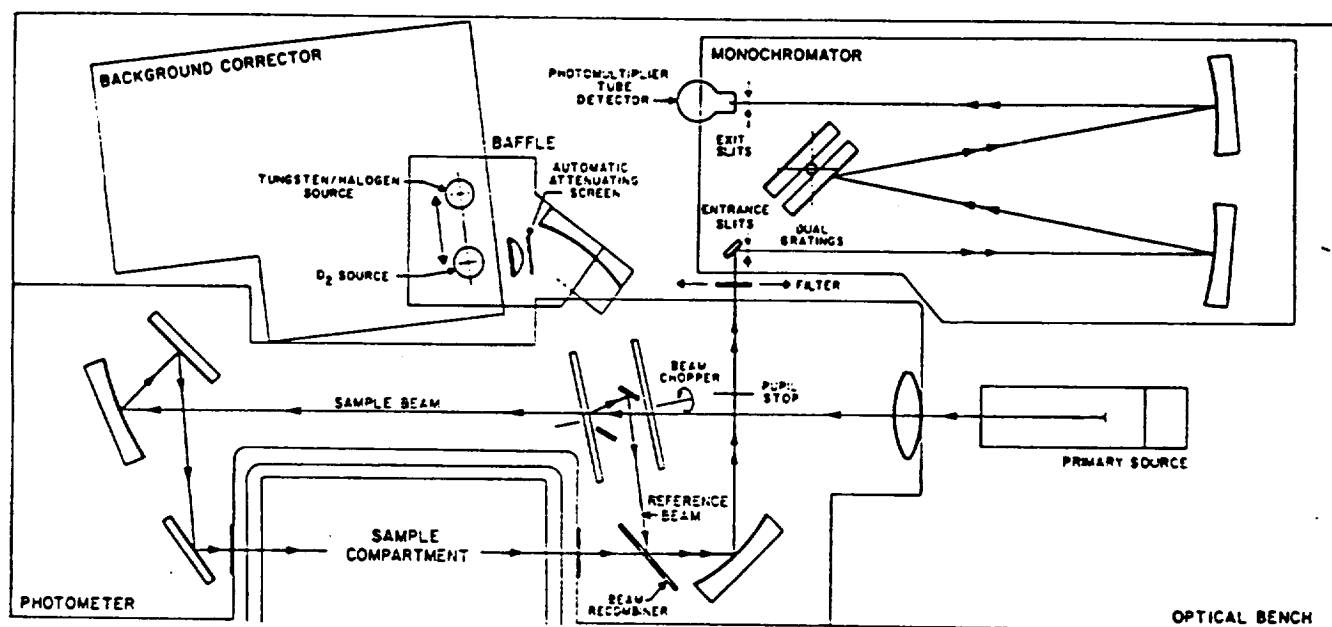 BACKGROUND CORRECTOR
MONOCHROMATOR
PHOTOMULTIPLIER
TUBE
DETECTOR
EXIT
SLITS
BAFFLE
TUNGSTEN/HALOGEN
SOURCE
AUTOMATIC
ATTENUATING
SCREEN
ENTRANCE
SLITS
DUAL
GRATINGS
D2 SOURCE
FILTER
BEAM
CHOPPER
PUPIL
STOP
SAMPLE BEAM
PRIMARY SOURCE
REFERENCE
BEAM
SAMPLE
COMPARTMENT
BEAM
RECOMBINER
PHOTOMETER
OPTICAL BENCH